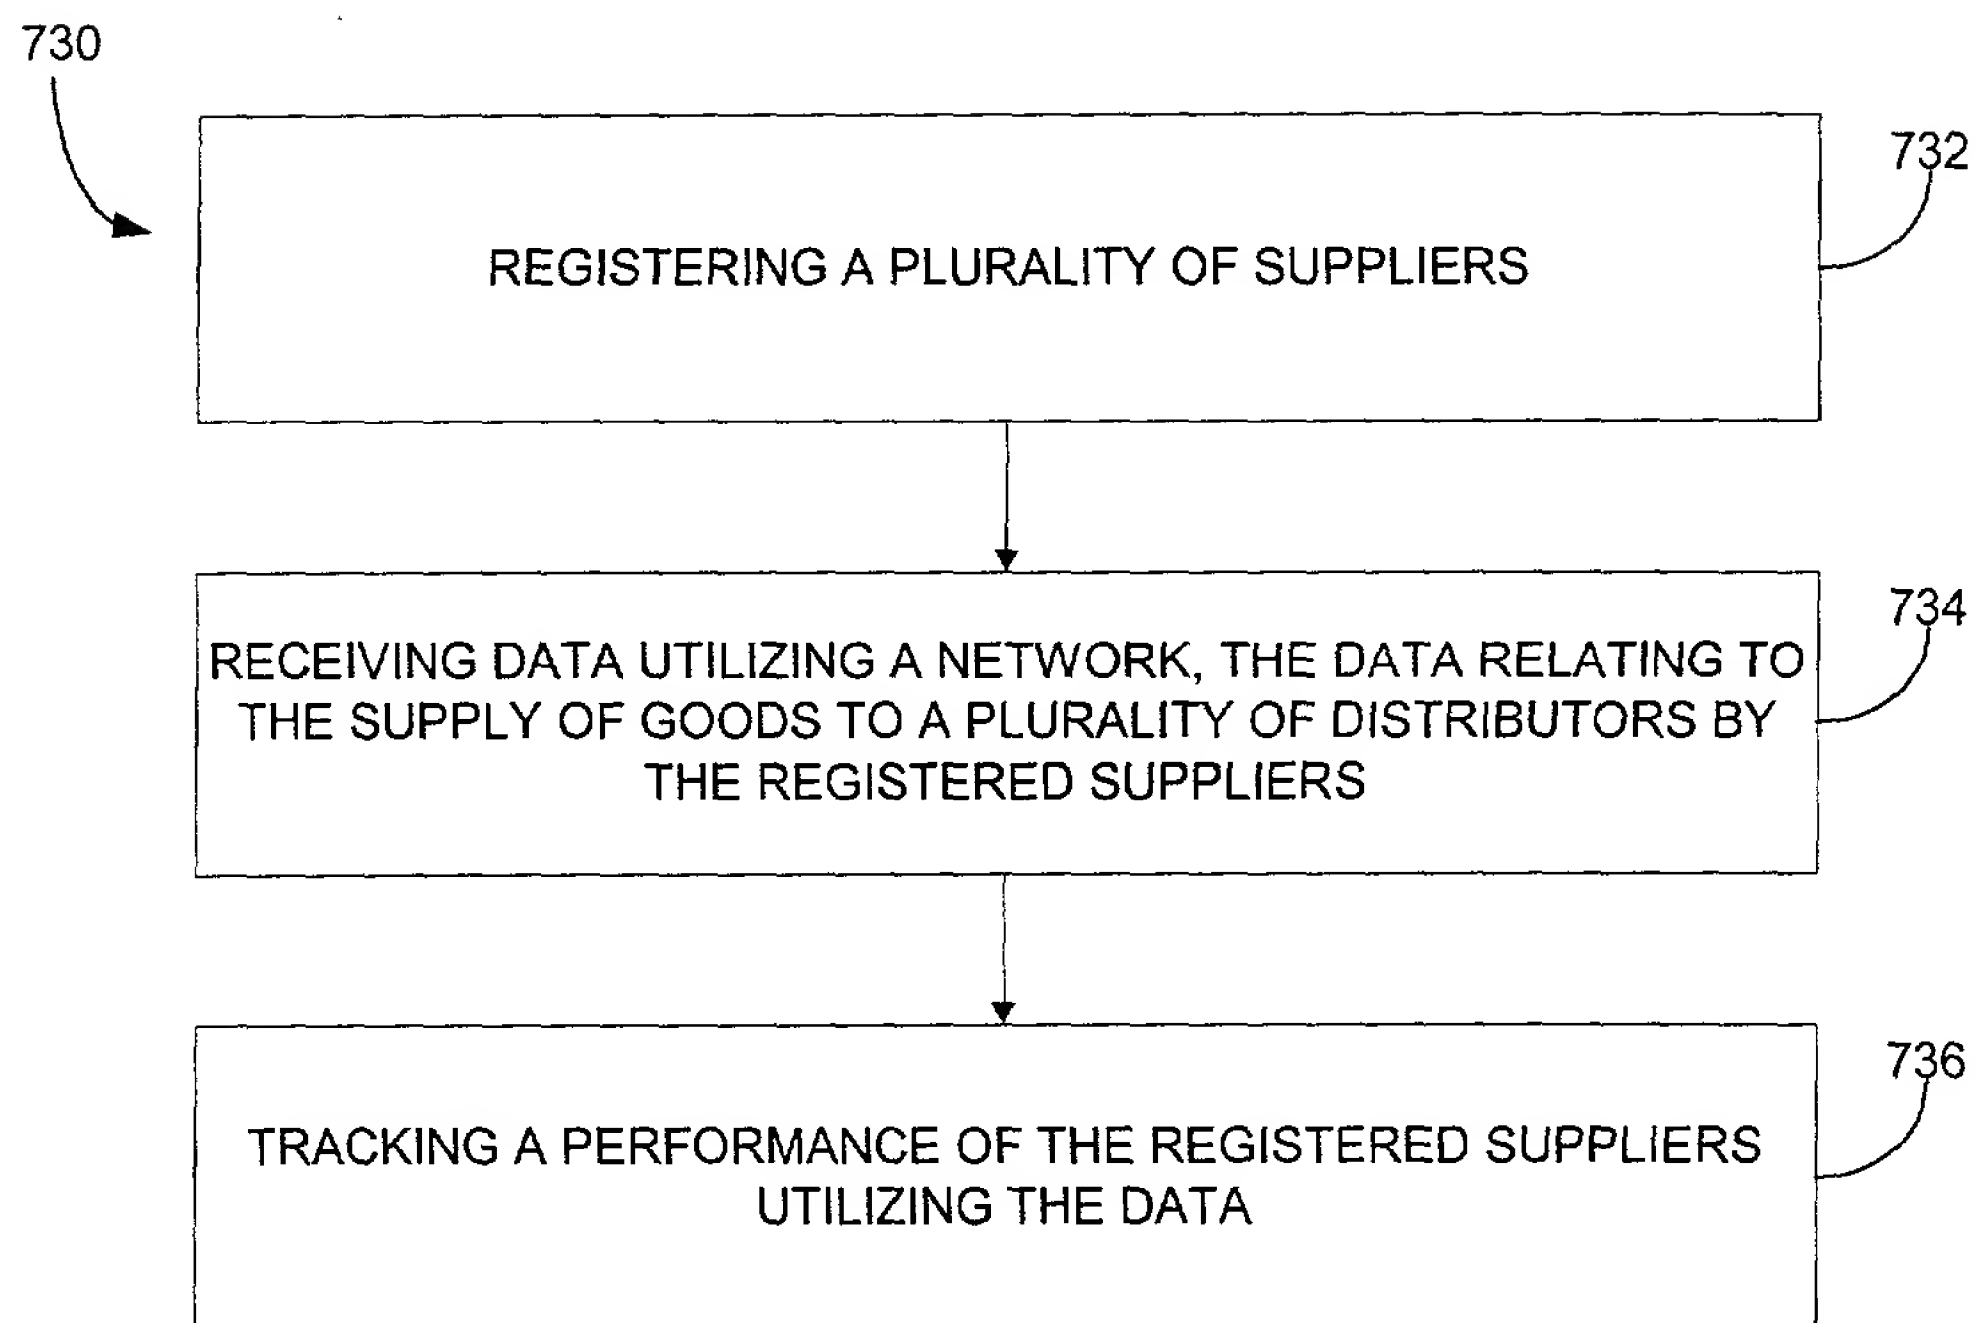 730
732
REGISTERING A PLURALITY OF SUPPLIERS
734
RECEIVING DATA UTILIZING A NETWORK, THE DATA RELATING TO
THE SUPPLY OF GOODS TO A PLURALITY OF DISTRIBUTORS BY
THE REGISTERED SUPPLIERS
736
TRACKING A PERFORMANCE OF THE REGISTERED SUPPLIERS
UTILIZING THE DATA